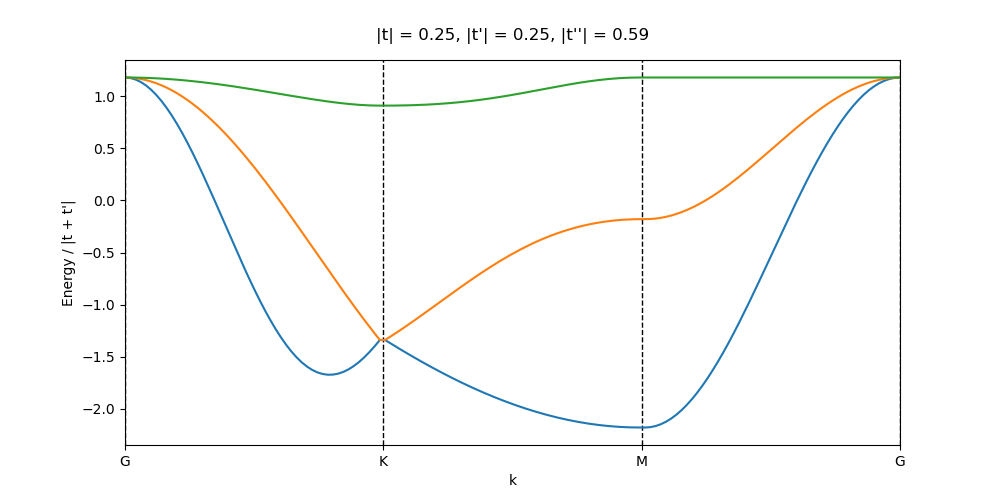 |t| = 0.25, |t'| = 0.25, |t''| = 0.59
Energy / |t + t'|
1.0
0.5
0.0
−0.5
−1.0
−1.5
−2.0
G K M G
k